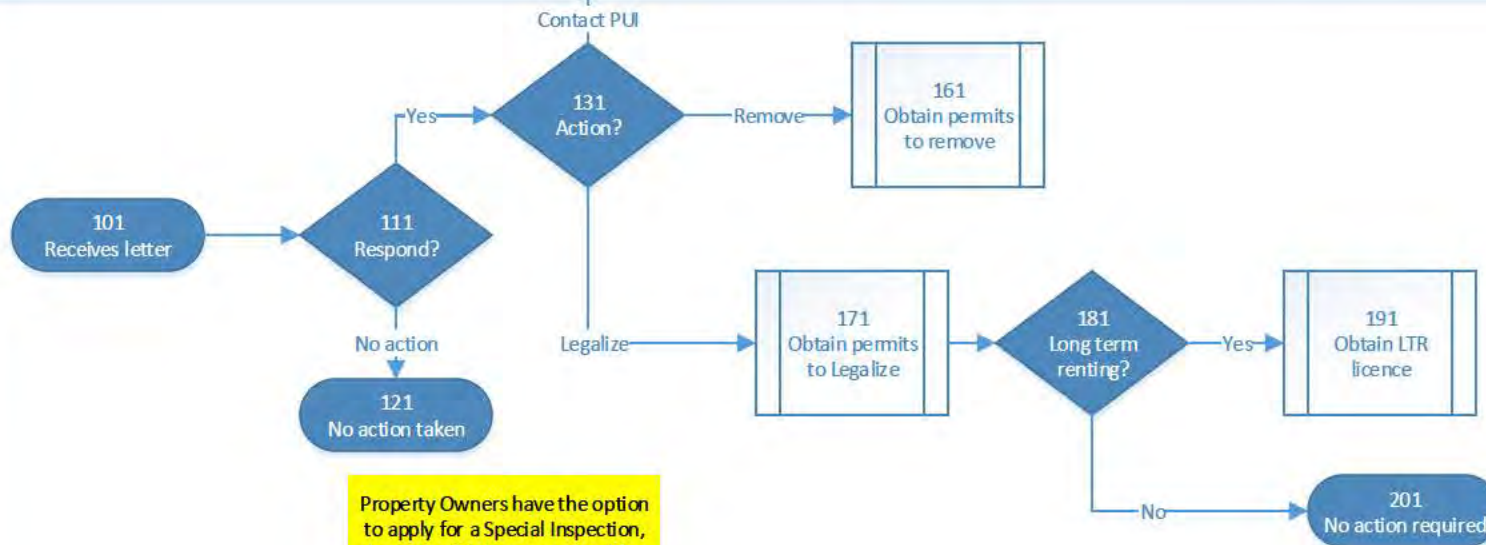 Contact PUI
131
Action?
Yes
Remove
161
Obtain permits
to remove
101
Receives letter
111
Respond?
No action
121
No action taken
Legalize
171
Obtain permits
to Legalize
181
Long term
renting?
Yes
191
Obtain LTR
licence
No
201
No action required
Property Owners have the option
to apply for a Special Inspection,